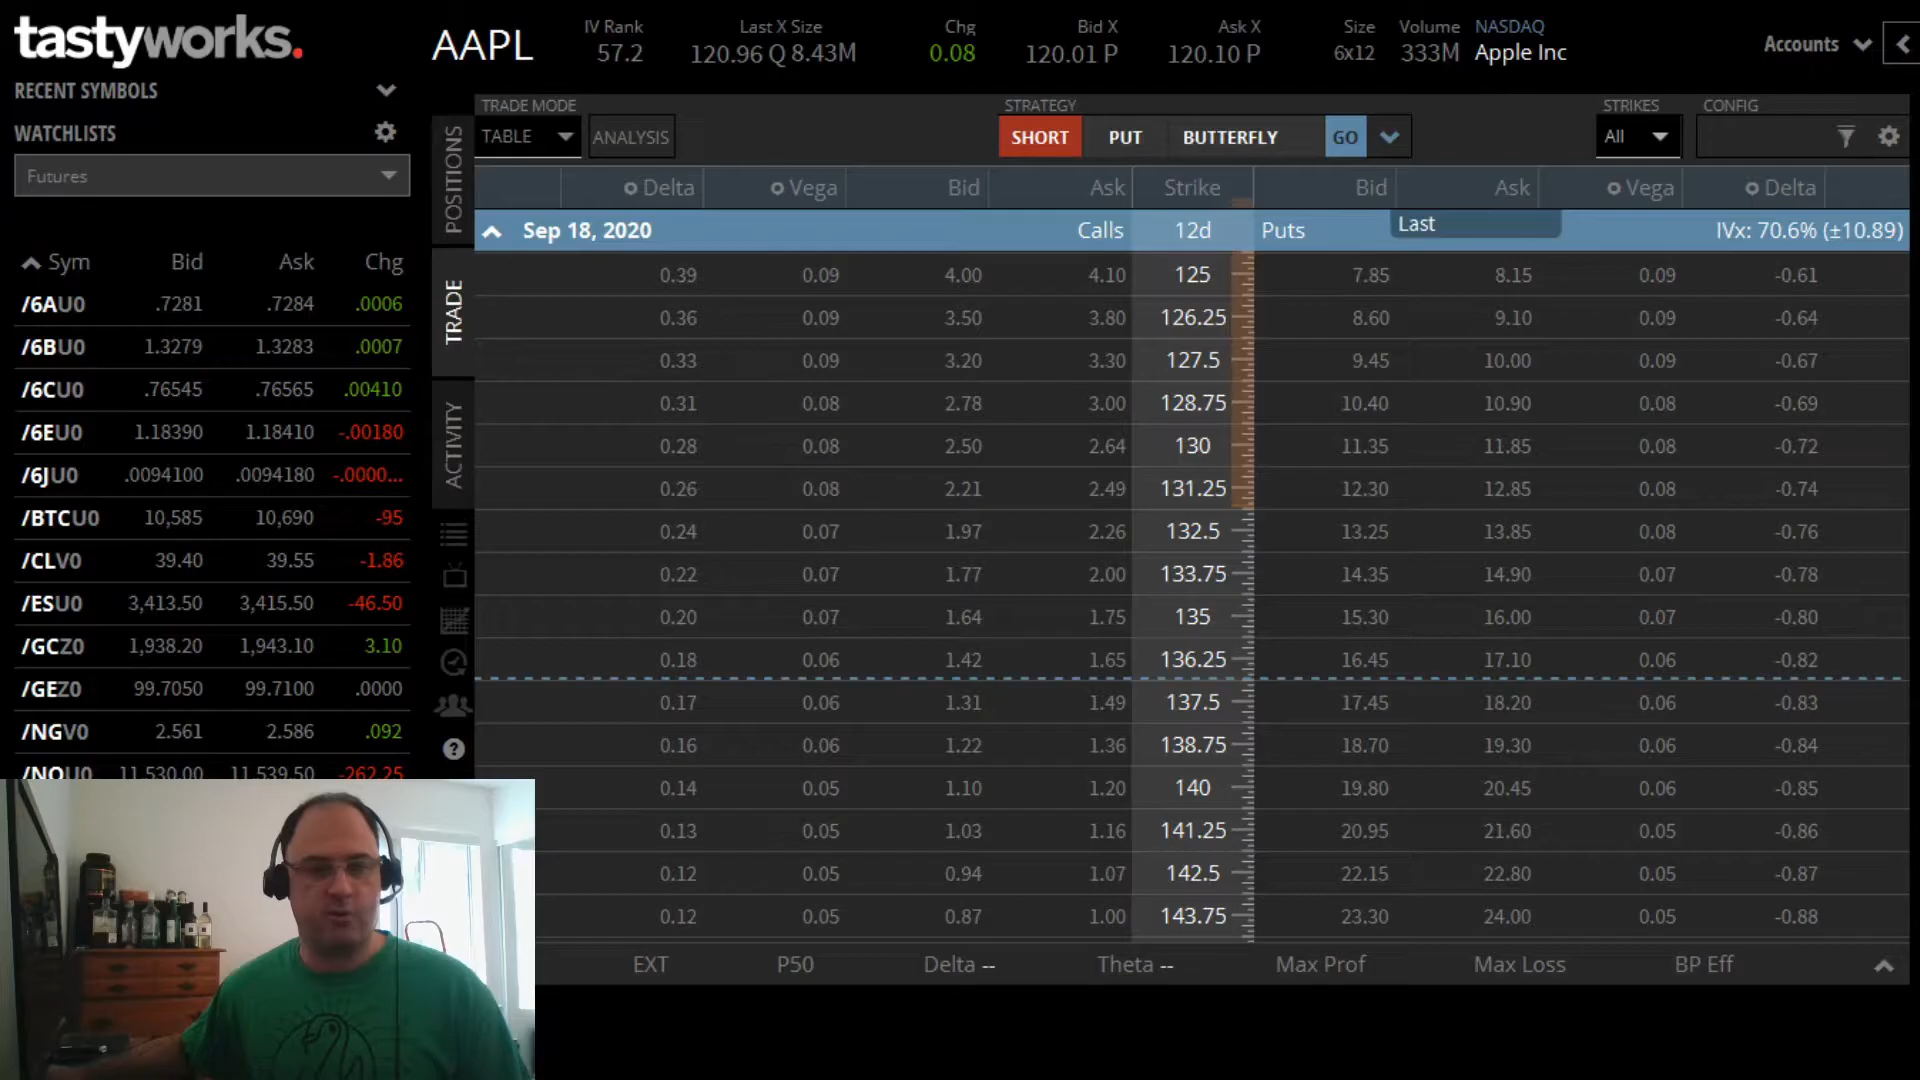 tastyworks.
AAPL
IV Rank
57.2
Last X Size
120.96 Q 8.43M
Chg
0.08
Bid X
120.01 P
Ask X
120.10 P
Size
6x12
Volume
333M
NASDAQ
Apple Inc
Accounts
RECENT SYMBOLS
WATCHLISTS
Futures
Sym Bid Ask Chg
/6AU0 .7281 .7284 .0006
/6BU0 1.3279 1.3283 .0007
/6CU0 .76545 .76565 .00410
/6EU0 1.18390 1.18410 -.00180
/6JU0 .0094100 .0094180 -.0000...
/BTCU0 10,585 10,690 -95
/CLV0 39.40 39.55 -1.86
/ESU0 3,413.50 3,415.50 -46.50
/GCZ0 1,938.20 1,943.10 3.10
/GEZ0 99.7050 99.7100 .0000
/NGV0 2.561 2.586 .092
/NQU0 11,530.00 11,539.50 -262.25
POSITIONS
TRADE
ACTIVITY
?
TRADE MODE
TABLE
ANALYSIS
STRATEGY
SHORT PUT BUTTERFLY GO
STRIKES
All
CONFIG
Delta Vega Bid Ask Strike Bid Ask Vega Delta
Sep 18, 2020 Calls 12d Puts Last IVx: 70.6% (±10.89)
0.39 0.09 4.00 4.10 125 7.85 8.15 0.09 -0.61
0.36 0.09 3.50 3.80 126.25 8.60 9.10 0.09 -0.64
0.33 0.09 3.20 3.30 127.5 9.45 10.00 0.09 -0.67
0.31 0.08 2.78 3.00 128.75 10.40 10.90 0.08 -0.69
0.28 0.08 2.50 2.64 130 11.35 11.85 0.08 -0.72
0.26 0.08 2.21 2.49 131.25 12.30 12.85 0.08 -0.74
0.24 0.07 1.97 2.26 132.5 13.25 13.85 0.08 -0.76
0.22 0.07 1.77 2.00 133.75 14.35 14.90 0.07 -0.78
0.20 0.07 1.64 1.75 135 15.30 16.00 0.07 -0.80
0.18 0.06 1.42 1.65 136.25 16.45 17.10 0.06 -0.82
0.17 0.06 1.31 1.49 137.5 17.45 18.20 0.06 -0.83
0.16 0.06 1.22 1.36 138.75 18.70 19.30 0.06 -0.84
0.14 0.05 1.10 1.20 140 19.80 20.45 0.06 -0.85
0.13 0.05 1.03 1.16 141.25 20.95 21.60 0.05 -0.86
0.12 0.05 0.94 1.07 142.5 22.15 22.80 0.05 -0.87
0.12 0.05 0.87 1.00 143.75 23.30 24.00 0.05 -0.88
EXT P50 Delta -- Theta -- Max Prof Max Loss BP Eff